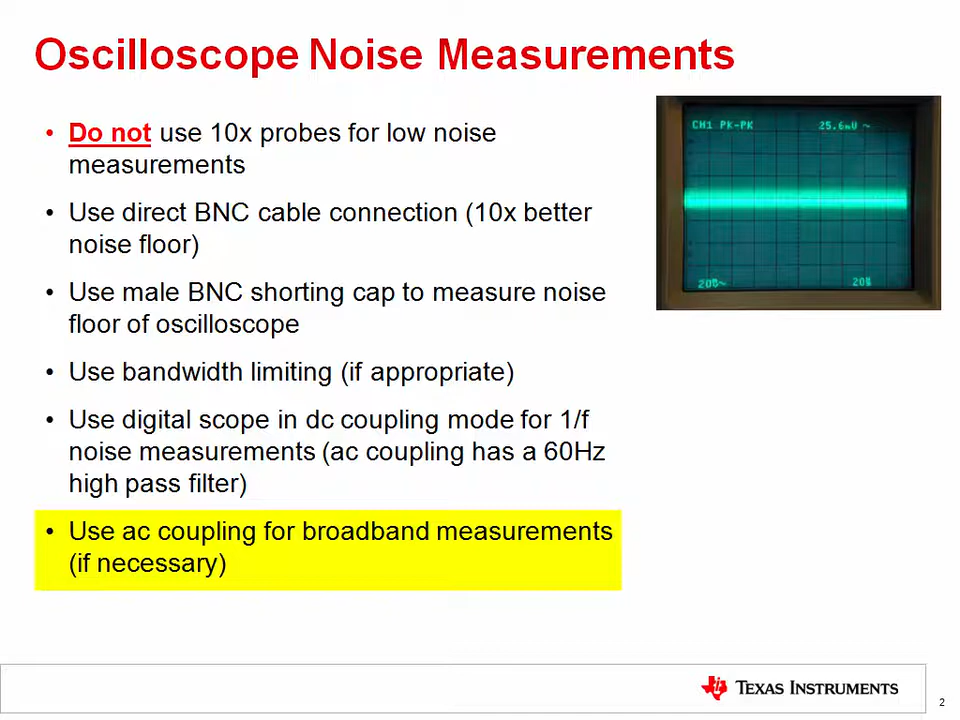 Oscilloscope Noise Measurements
• Do not use 10x probes for low noise
measurements
• Use direct BNC cable connection (10x better
noise floor)
• Use male BNC shorting cap to measure noise
floor of oscilloscope
• Use bandwidth limiting (if appropriate)
• Use digital scope in dc coupling mode for 1/f
noise measurements (ac coupling has a 60Hz
high pass filter)
• Use ac coupling for broadband measurements
(if necessary)
CH1 PK-PK 25.6mV ~
TEXAS INSTRUMENTS
2